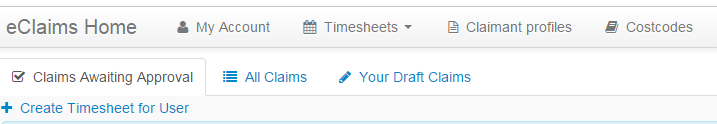 eClaims Home My Account Timesheets Claimant profiles Costcodes
Claims Awaiting Approval All Claims Your Draft Claims
Create Timesheet for User